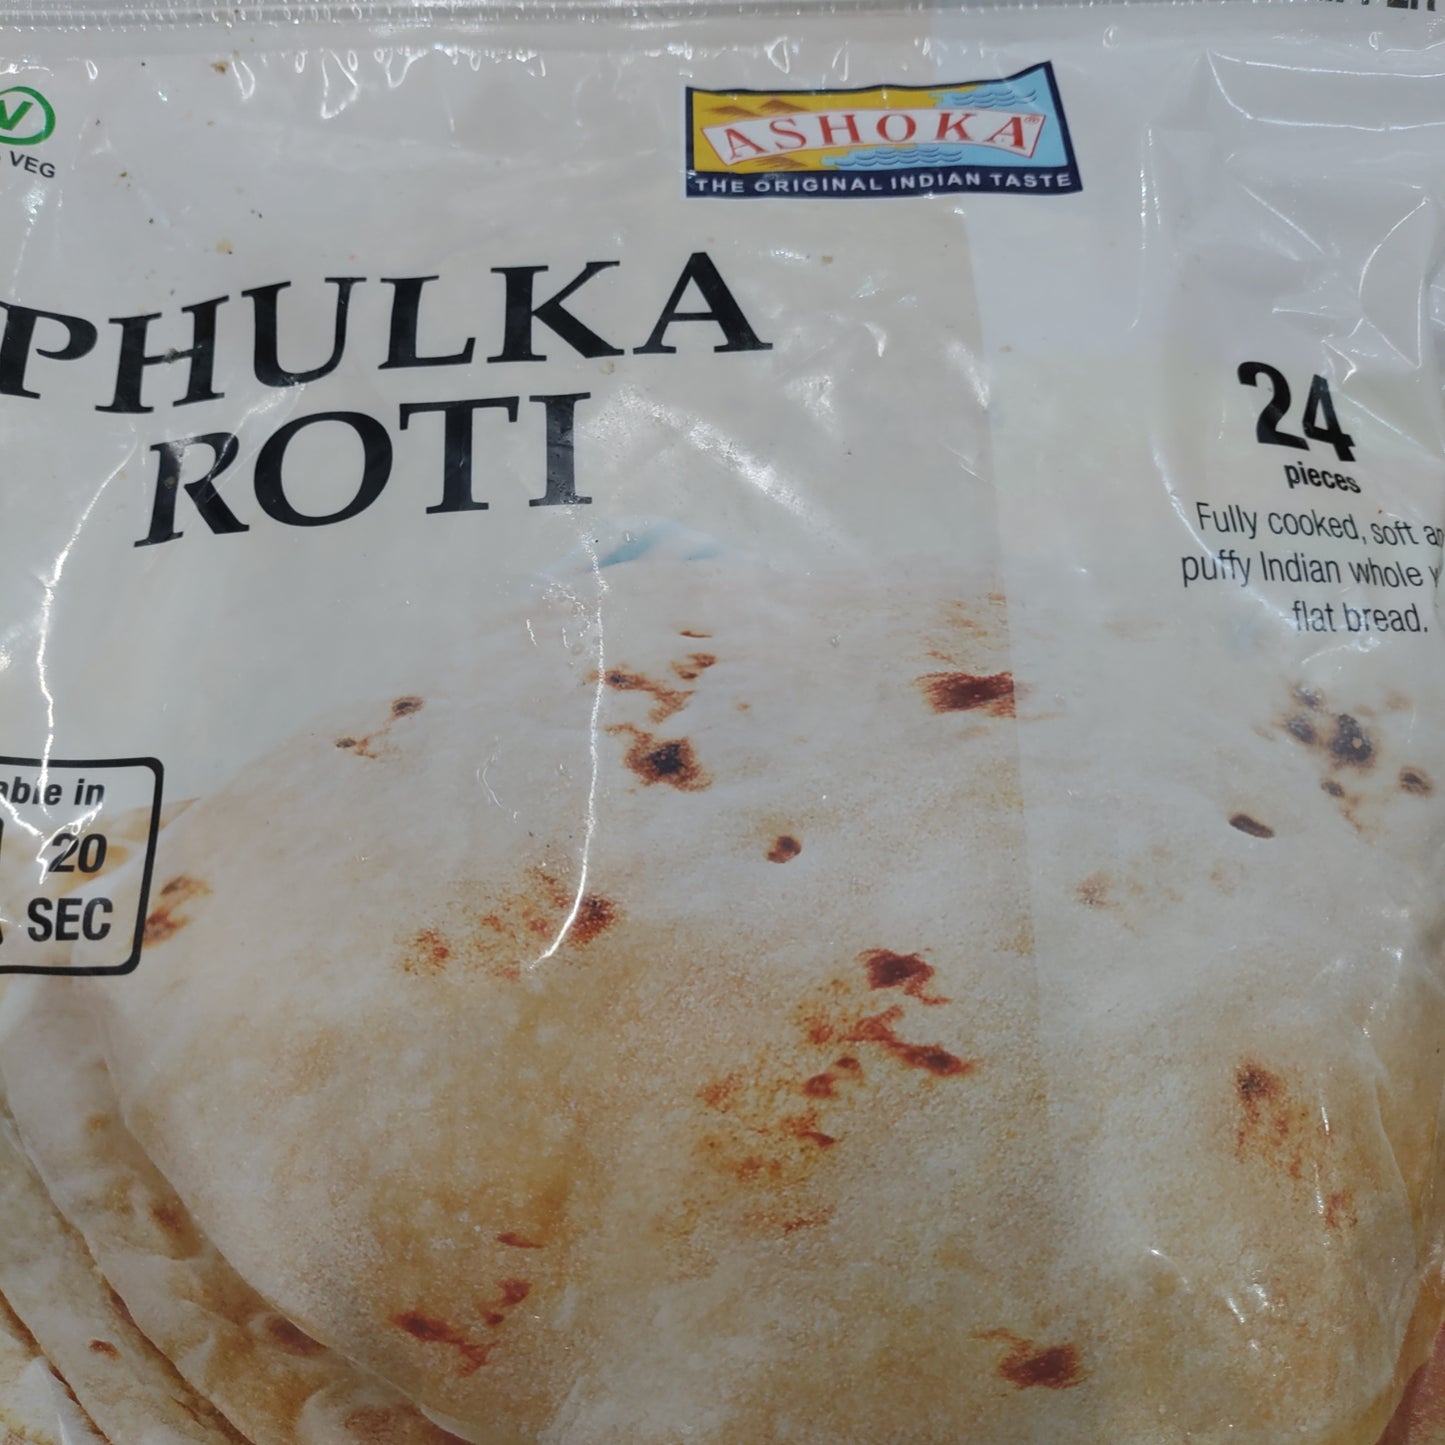 VEG
ASHOKA
THE ORIGINAL INDIAN TASTE
PHULKA
ROTI
24
pieces
Fully cooked, soft
puffy Indian whole
flat bread.
in
20
SEC